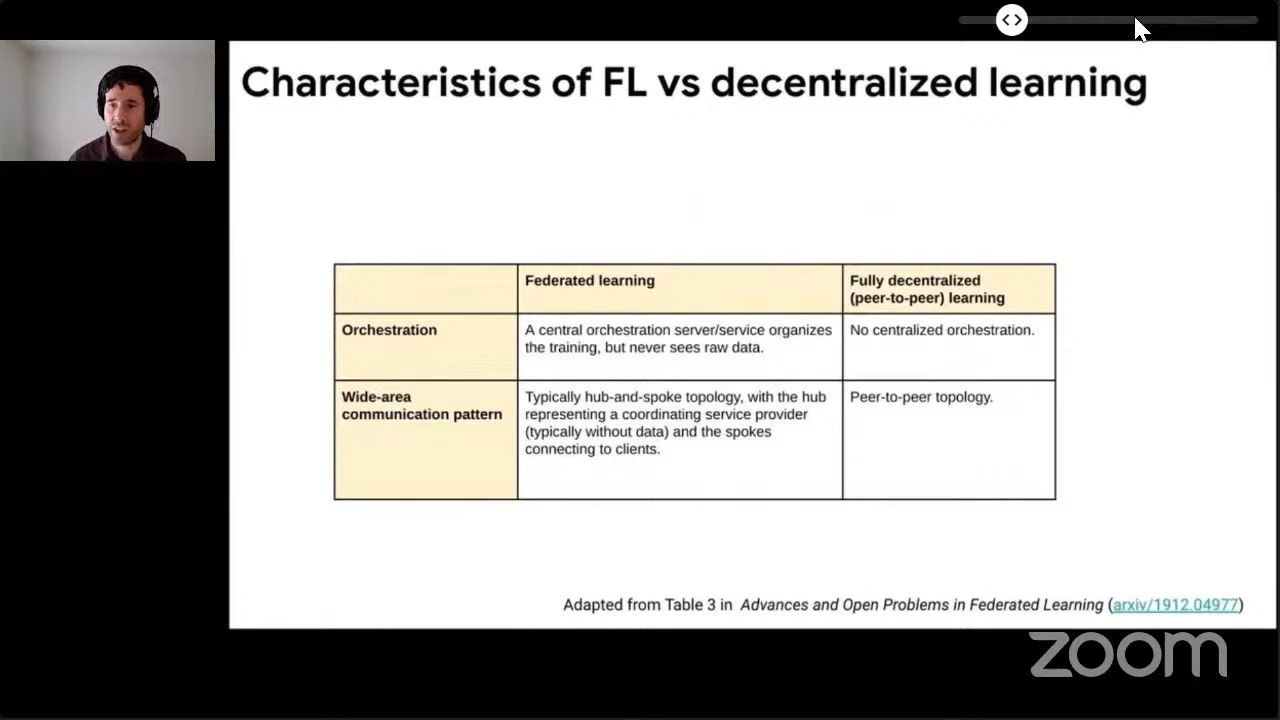 Characteristics of FL vs decentralized learning
Federated learning
Fully decentralized
(peer-to-peer) learning
Orchestration
A central orchestration server/service organizes
the training, but never sees raw data.
No centralized orchestration.
Wide-area
communication pattern
Typically hub-and-spoke topology, with the hub
representing a coordinating service provider
(typically without data) and the spokes
connecting to clients.
Peer-to-peer topology.
Adapted from Table 3 in Advances and Open Problems in Federated Learning (arxiv/1912.04977)
zoom